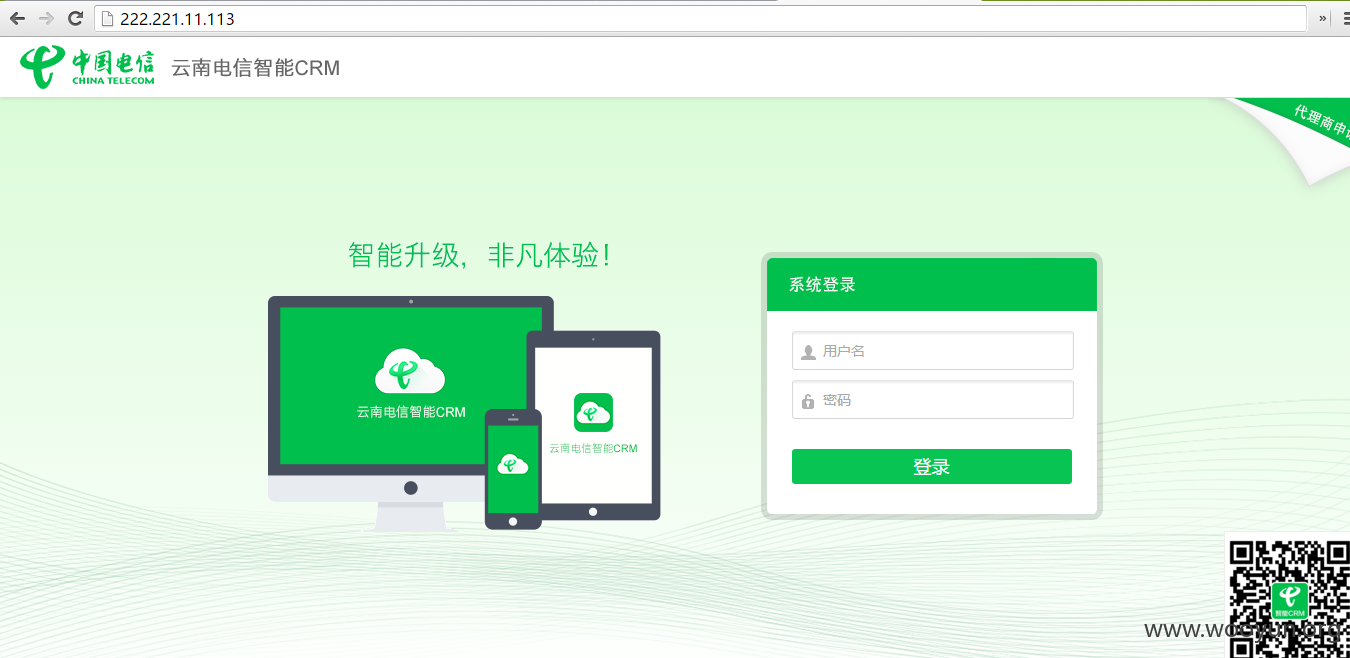 222.221.11.113
»
中国电信
CHINA TELECOM
云南电信智能CRM
代理商申
智能升级，非凡体验！
云南电信智能CRM
云南电信智能CRM
系统登录
用户名
密码
登录
智能CRM
www.wooyun.org